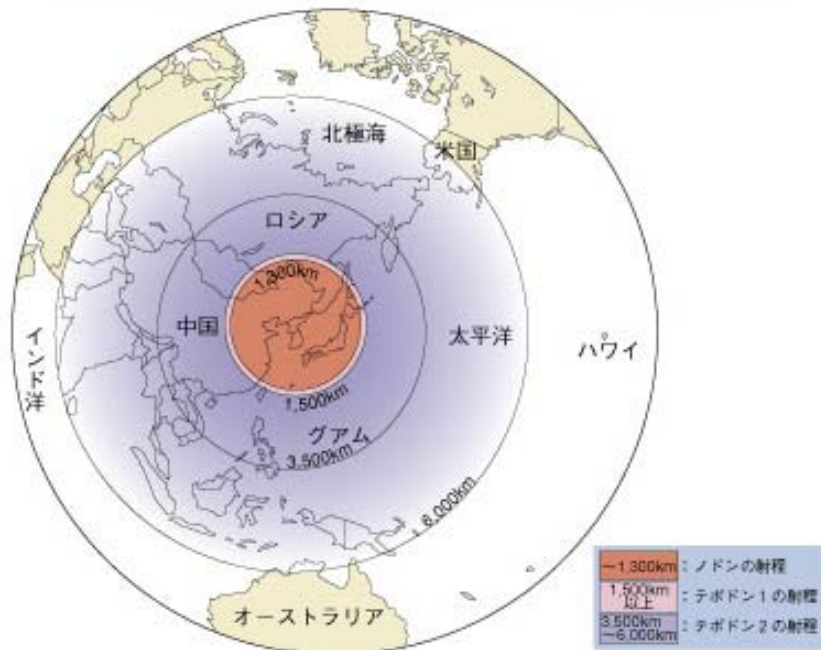 北極海
米国
ロシア
1,300km
中国
太平洋
ハワイ
インド洋
1,500km
グアム
3,500km
6,000km
オーストラリア
～1,300km：ノドンの射程
1,500km
以上：テポドン１の射程
3,500km
～6,000km：テポドン２の射程